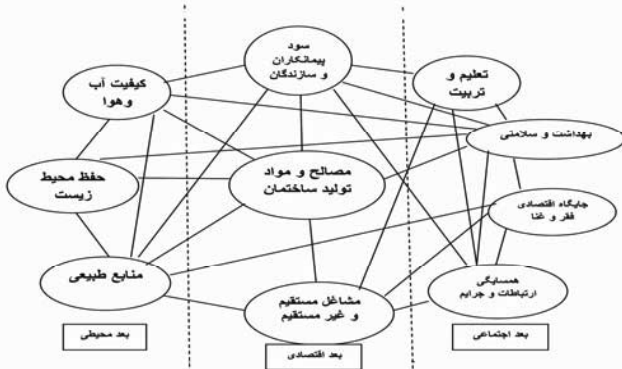 سود
پیمانکاران
و سازندگان
تعلیم و
تربیت
کیفیت آب
وهوا
بهداشت و سلامتی
مصالح و مواد
تولید ساختمان
حفظ محیط
زیست
جایگاه اقتصادی
فقر و غنا
منابع طبیعی
همسایگی
ارتباطات و جرایم
مشاغل مستقیم
و غیر مستقیم
بعد اجتماعی
بعد اقتصادی
بعد محیطی